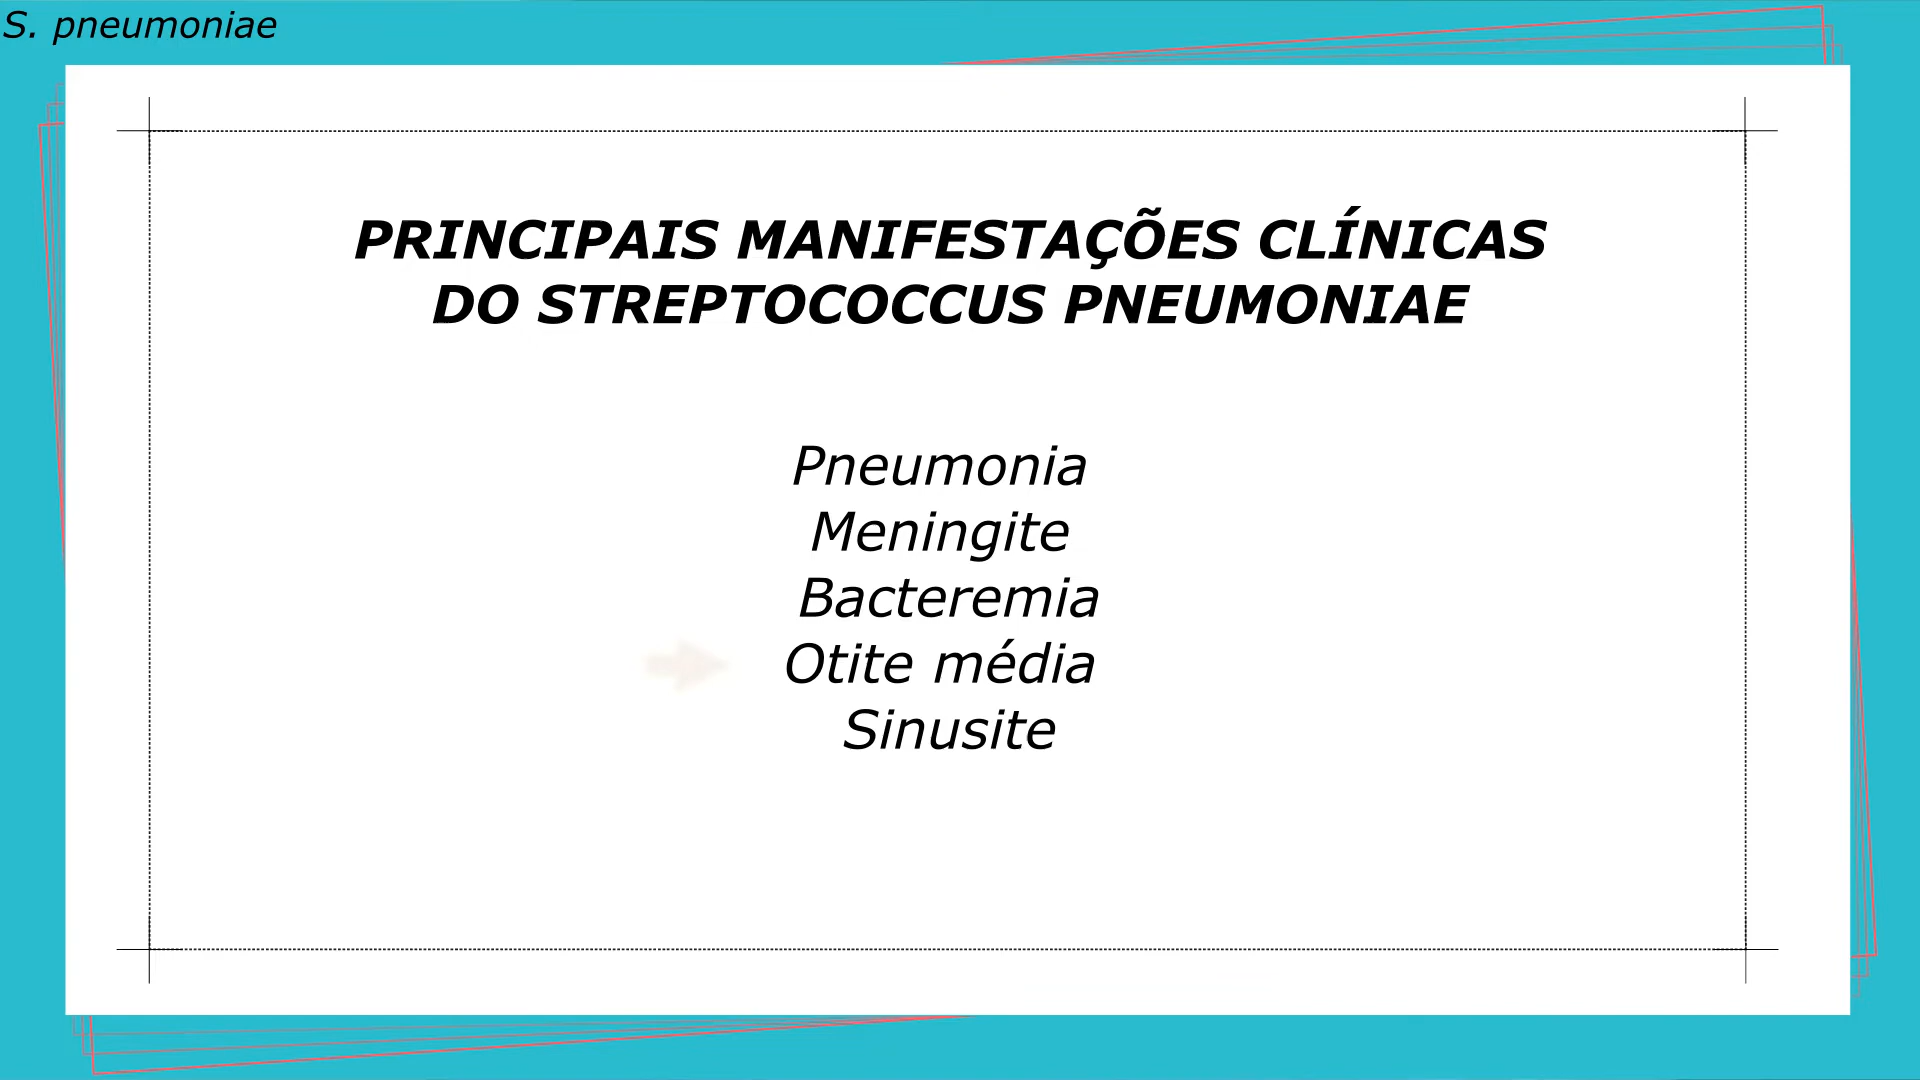 S. pneumoniae
PRINCIPAIS MANIFESTAÇÕES CLÍNICAS
DO STREPTOCOCCUS PNEUMONIAE
Pneumonia
Meningite
Bacteremia
Otite média
Sinusite